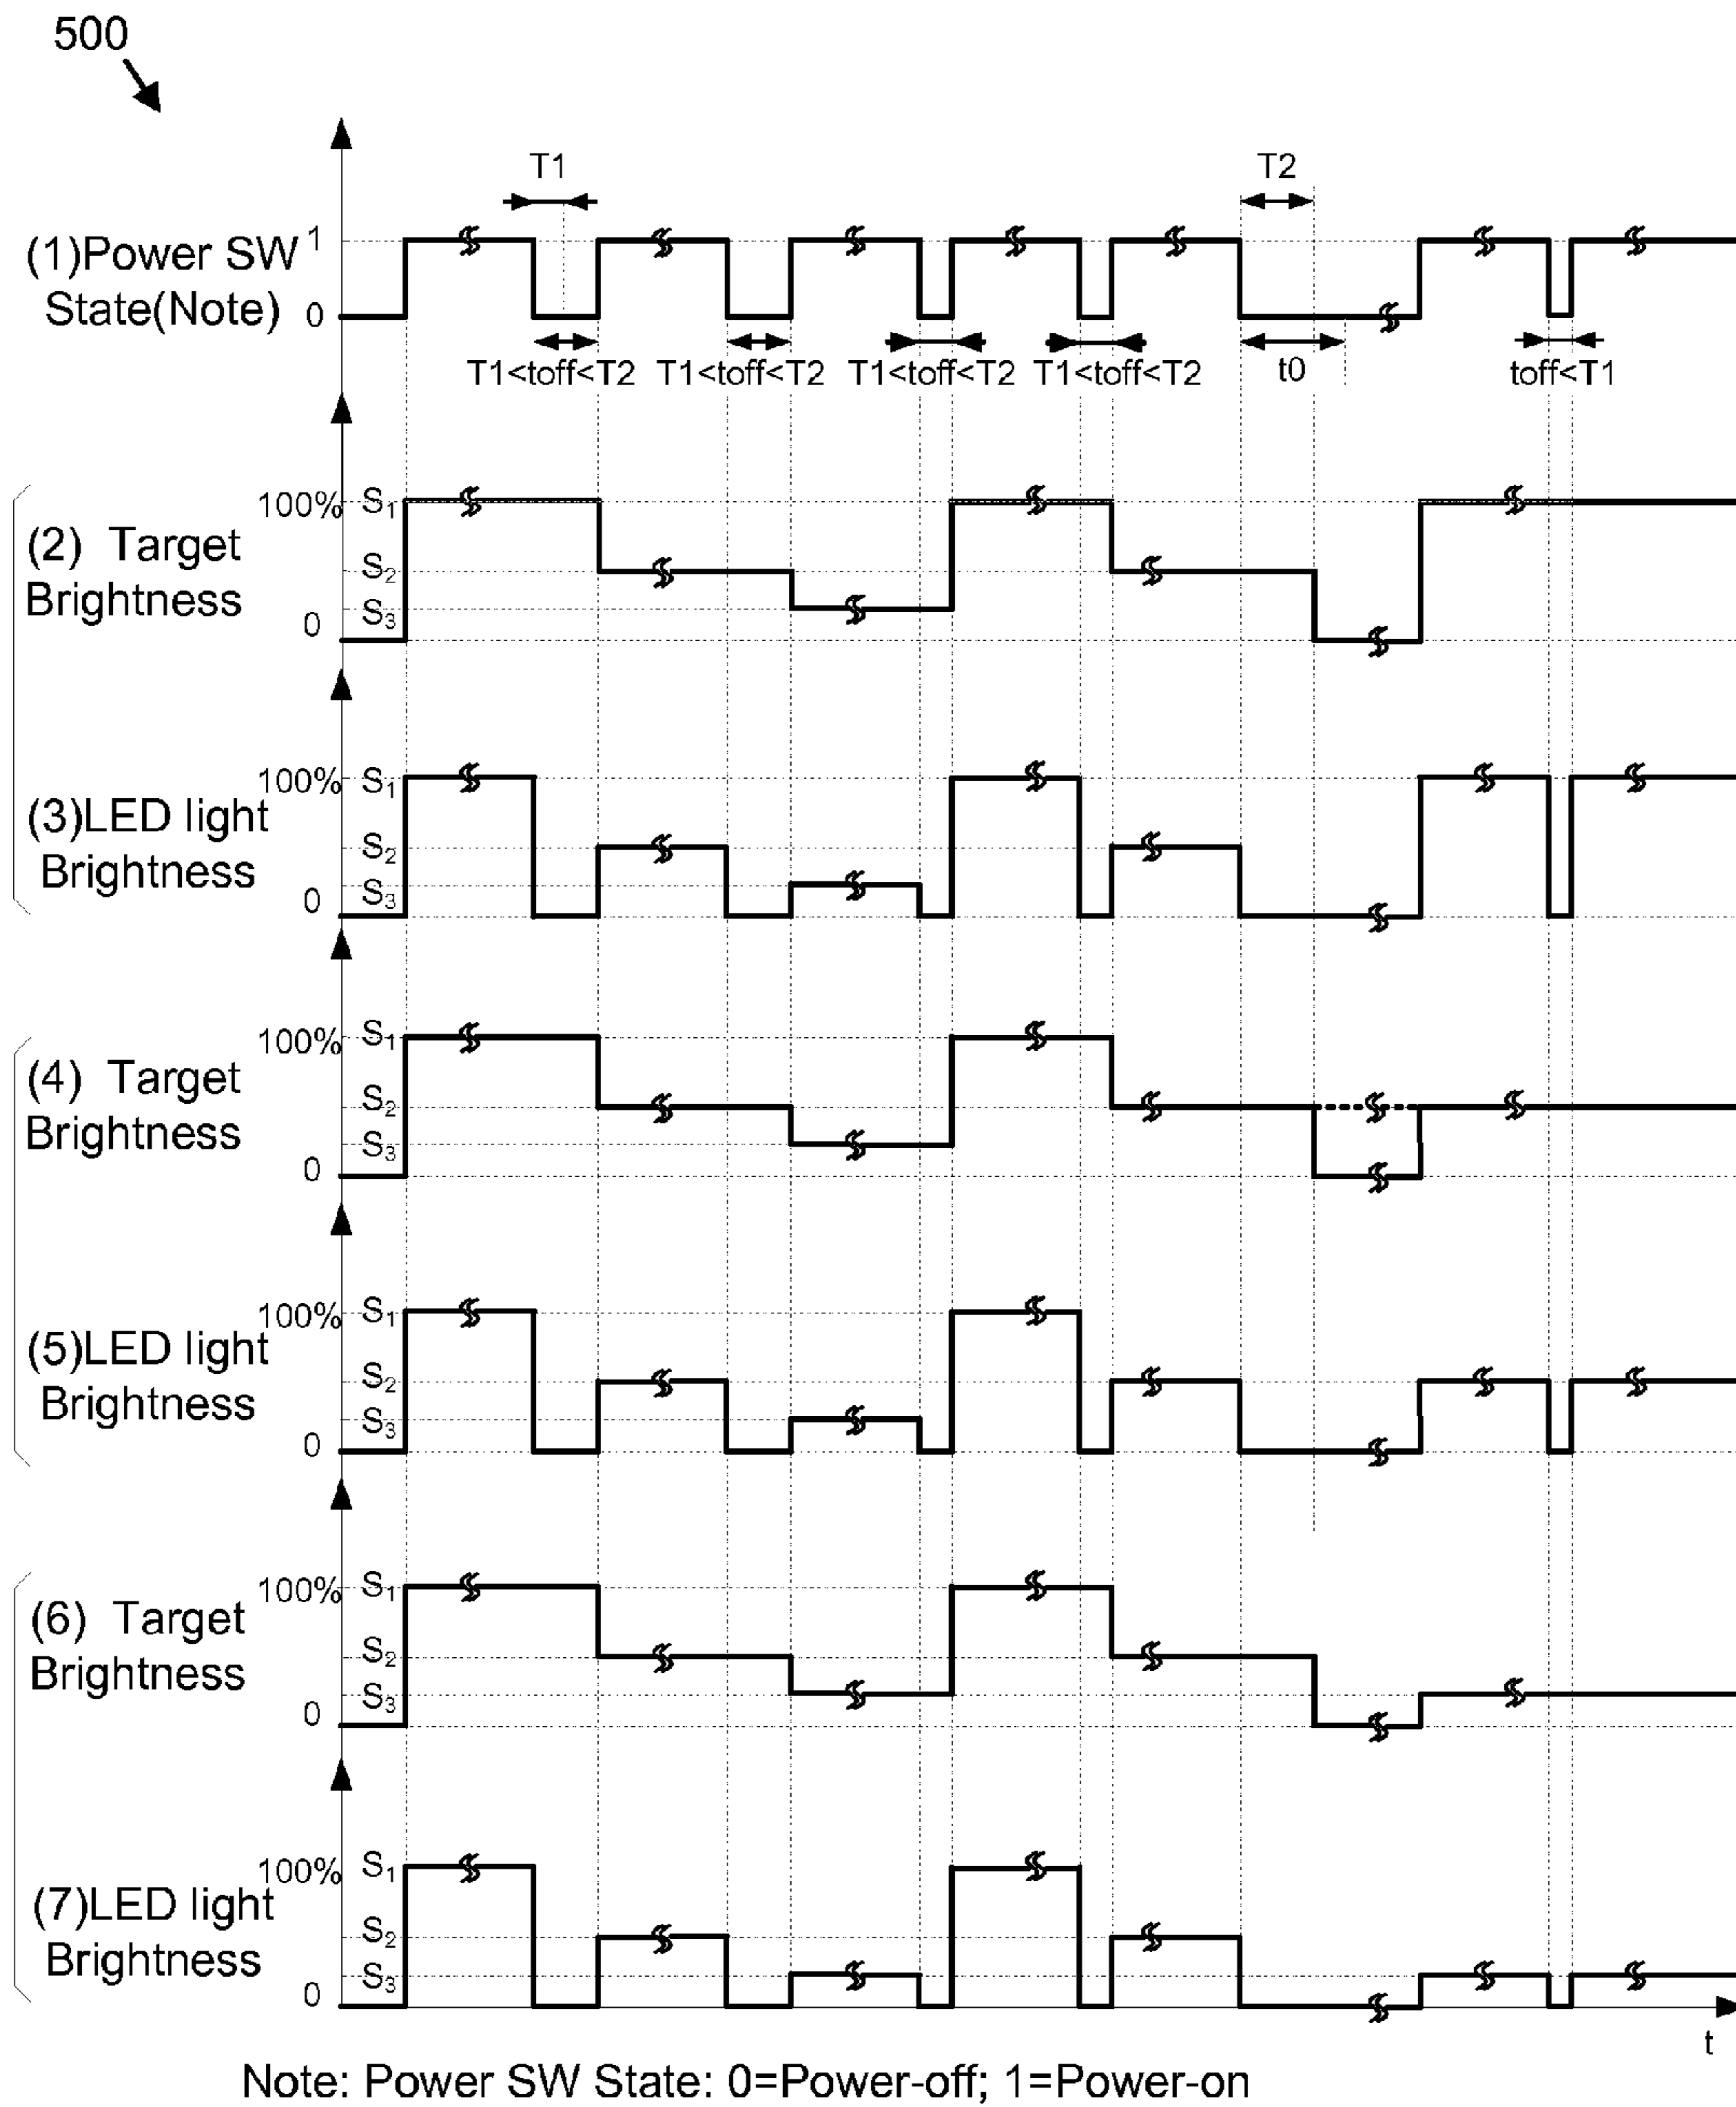 500
T1
T2
(1)Power SW
State(Note)
1
0
T1<toff<T2
T1<toff<T2
T1<toff<T2
T1<toff<T2
t0
toff<T1
(2) Target
Brightness
100%
0
S1
S2
S3
(3)LED light
Brightness
100%
0
S1
S2
S3
(4) Target
Brightness
100%
0
S1
S2
S3
(5)LED light
Brightness
100%
0
S1
S2
S3
(6) Target
Brightness
100%
0
S1
S2
S3
(7)LED light
Brightness
100%
0
S1
S2
S3
t
Note: Power SW State: 0=Power-off; 1=Power-on